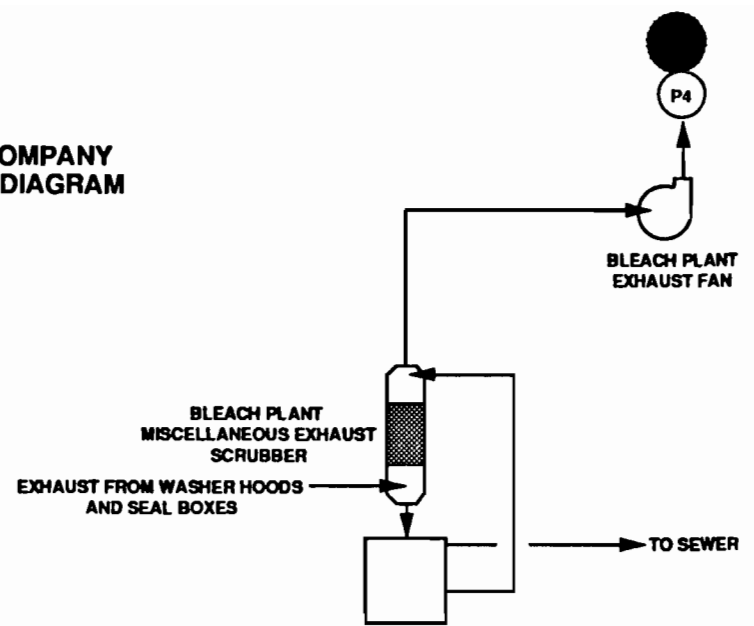 P4
OMPANY
DIAGRAM
BLEACH PLANT
EXHAUST FAN
BLEACH PLANT
MISCELLANEOUS EXHAUST
SCRUBBER
EXHAUST FROM WASHER HOODS
AND SEAL BOXES
TO SEWER